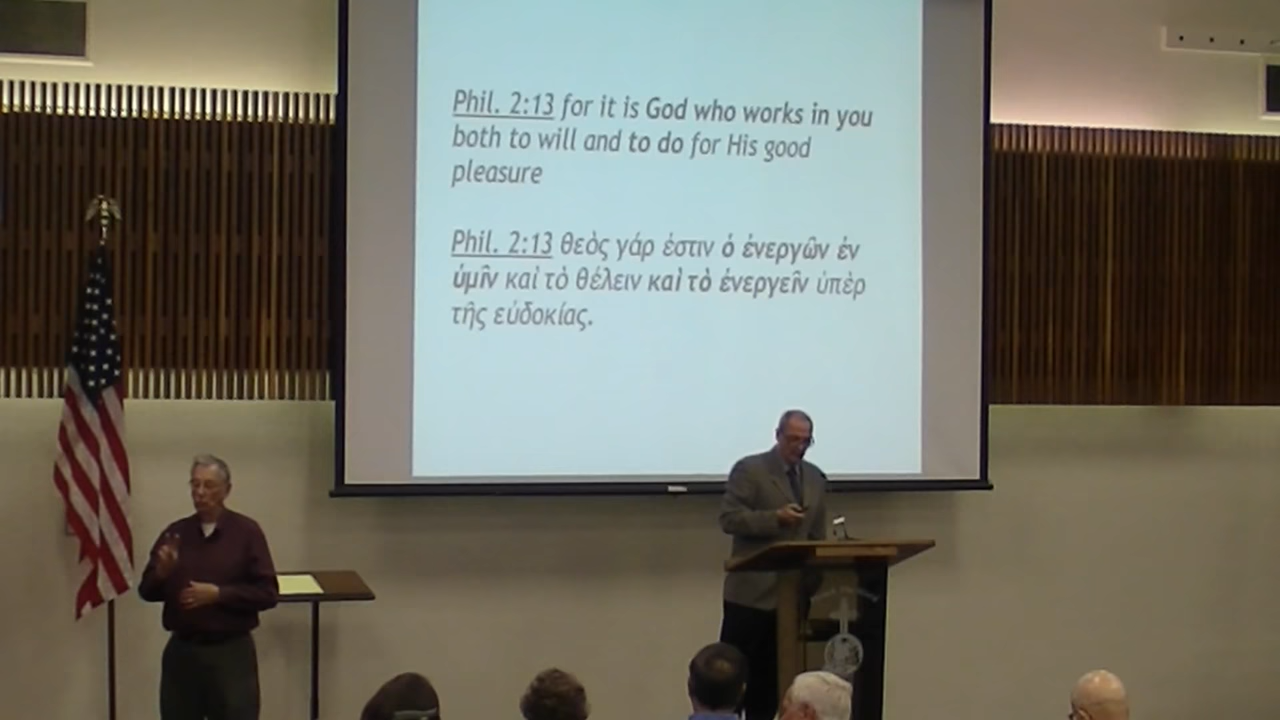 Phil. 2:13 for it is God who works in you
both to will and to do for His good
pleasure
Phil. 2:13 θεὸς γάρ ἐστιν ὁ ἐνεργῶν ἐν
ὑμῖν καὶ τὸ θέλειν καὶ τὸ ἐνεργεῖν ὑπὲρ
τῆς εὐδοκίας.